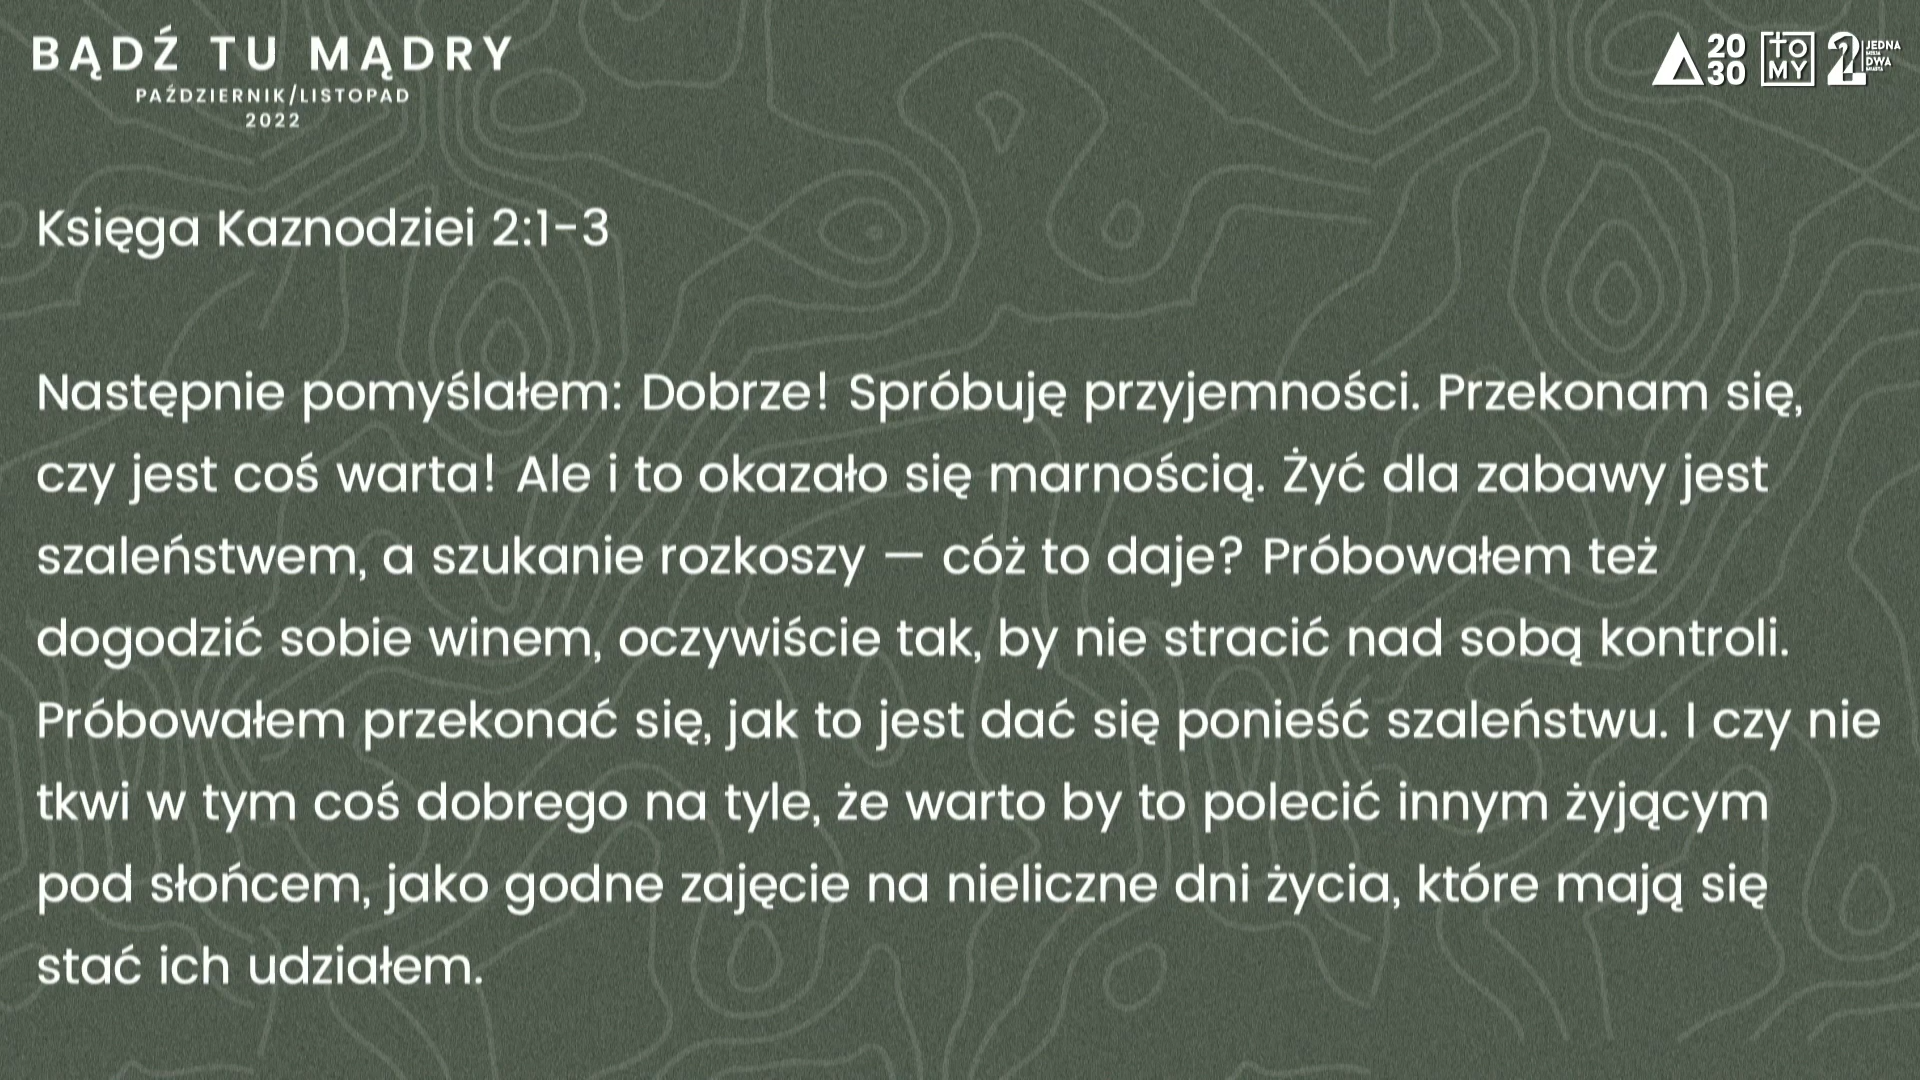 BĄDŹ TU MĄDRY
PAŹDZIERNIK/LISTOPAD
2022
20
30
TO
MY
2
JEDNA
DWA
Księga Kaznodziei 2:1-3
Następnie pomyślałem: Dobrze! Spróbuję przyjemności. Przekonam się,
czy jest coś warta! Ale i to okazało się marnością. Żyć dla zabawy jest
szaleństwem, a szukanie rozkoszy — cóż to daje? Próbowałem też
dogodzić sobie winem, oczywiście tak, by nie stracić nad sobą kontroli.
Próbowałem przekonać się, jak to jest dać się ponieść szaleństwu. I czy nie
tkwi w tym coś dobrego na tyle, że warto by to polecić innym żyjącym
pod słońcem, jako godne zajęcie na nieliczne dni życia, które mają się
stać ich udziałem.